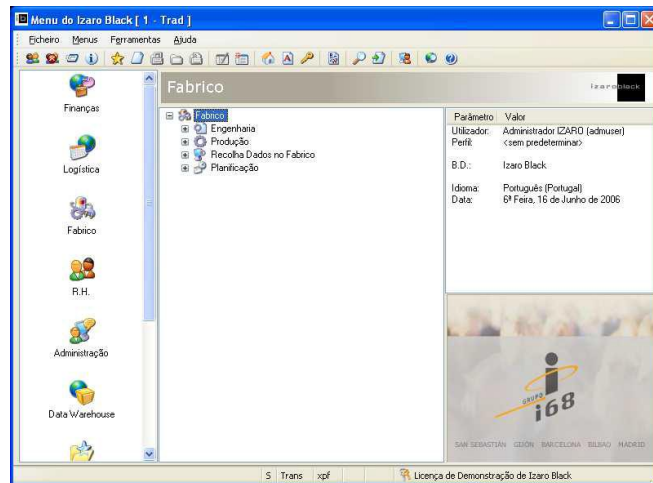 Menu do Izaro Black [ 1 - Trad ]
Ficheiro Menus Ferramentas Ajuda
Fabrico
izaroblack
Finanças
Logística
Fabrico
R.H.
Administração
Data Warehouse
Fabrico
Engenharia
Produção
Recolha Dados no Fabrico
Planificação
Parâmetro Valor
Utilizador: Administrador IZARO (admuser)
Perfil: <sem predeterminar>
B.D.: Izaro Black
Idioma: Português (Portugal)
Data: 6ª Feira, 16 de Junho de 2006
GRUPO
i68
SAN SEBASTIÁN GIJÓN BARCELONA BILBAO MADRID
S Trans xpf Licença de Demonstração de Izaro Black